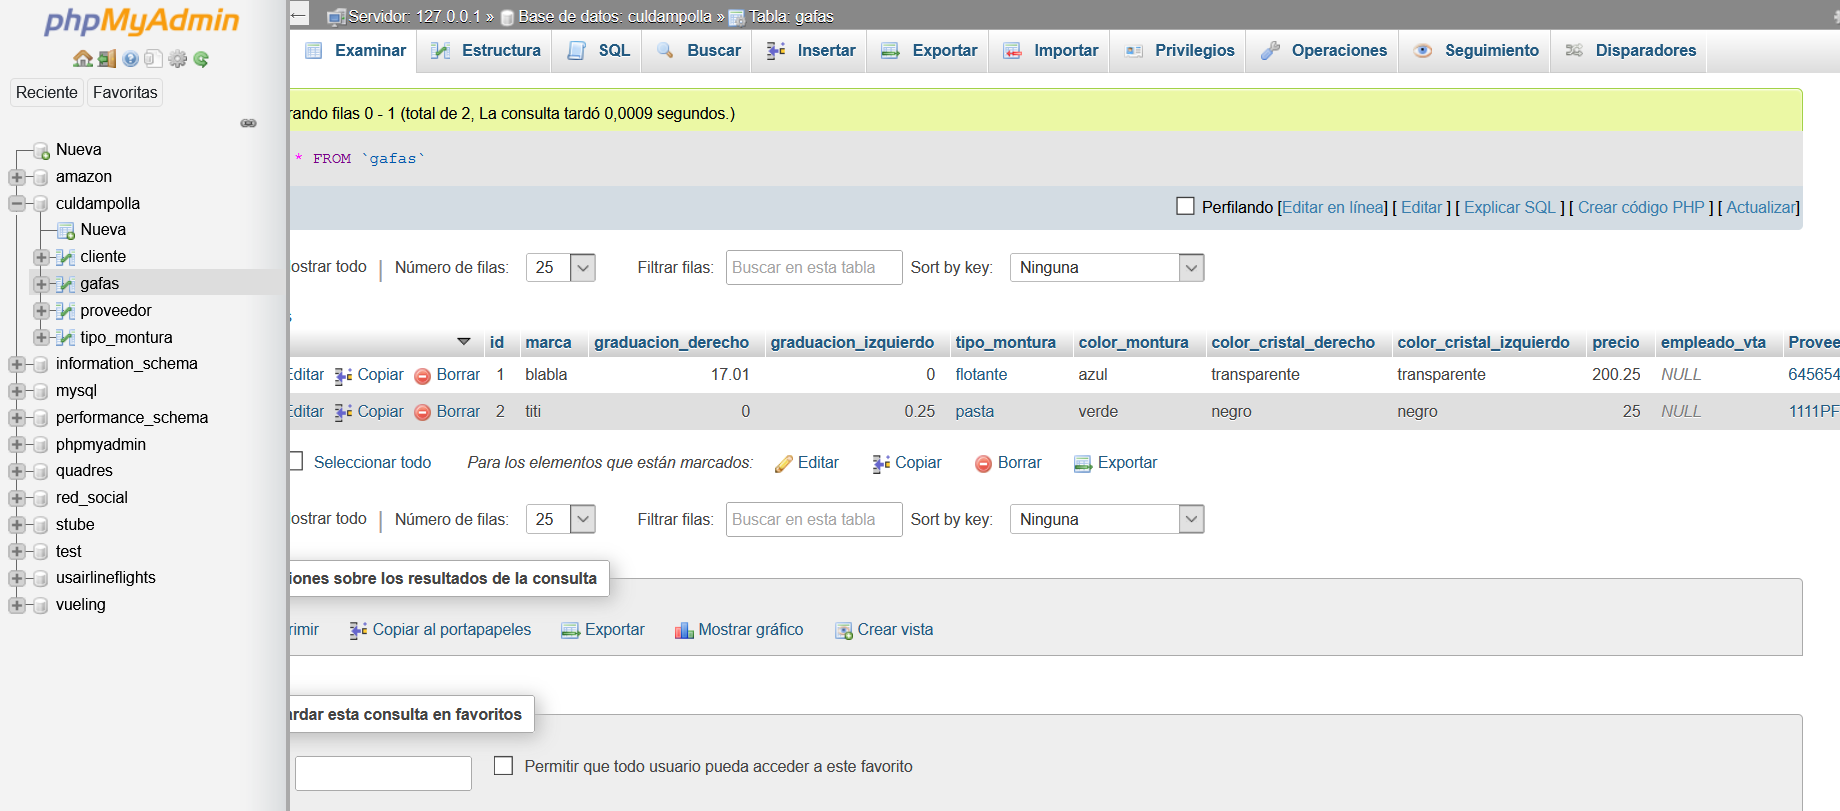 phpMyAdmin
Reciente Favoritas
Nueva
amazon
culdampolla
Nueva
cliente
gafas
proveedor
tipo_montura
information_schema
mysql
performance_schema
phpmyadmin
quadres
red_social
stube
test
usairlineflights
vueling
Servidor: 127.0.0.1 » Base de datos: culdampolla » Tabla: gafas
Examinar Estructura SQL Buscar Insertar Exportar Importar Privilegios Operaciones Seguimiento Disparadores
rando filas 0 - 1 (total de 2, La consulta tardó 0,0009 segundos.)
* FROM `gafas`
Perfilando [Editar en línea] [ Editar ] [ Explicar SQL ] [ Crear código PHP ] [ Actualizar]
ostrar todo | Número de filas: 25 Filtrar filas: Buscar en esta tabla Sort by key: Ninguna
id marca graduacion_derecho graduacion_izquierdo tipo_montura color_montura color_cristal_derecho color_cristal_izquierdo precio empleado_vta Provee
Editar Copiar Borrar 1 blabla 17.01 0 flotante azul transparente transparente 200.25 NULL 645654
Editar Copiar Borrar 2 titi 0 0.25 pasta verde negro negro 25 NULL 1111PF
Seleccionar todo Para los elementos que están marcados: Editar Copiar Borrar Exportar
ostrar todo | Número de filas: 25 Filtrar filas: Buscar en esta tabla Sort by key: Ninguna
iones sobre los resultados de la consulta
rimir Copiar al portapapeles Exportar Mostrar gráfico Crear vista
ardar esta consulta en favoritos
Permitir que todo usuario pueda acceder a este favorito